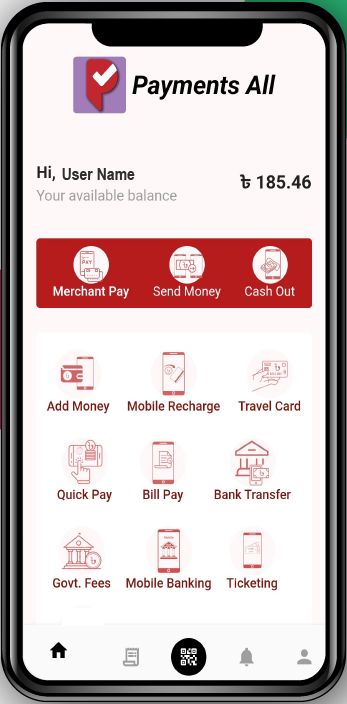 Payments All
Hi, User Name
৳ 185.46
Your available balance
PAY
Merchant Pay Send Money Cash Out
Add Money Mobile Recharge Travel Card
Quick Pay Bill Pay Bank Transfer
Govt. Fees Mobile Banking Ticketing